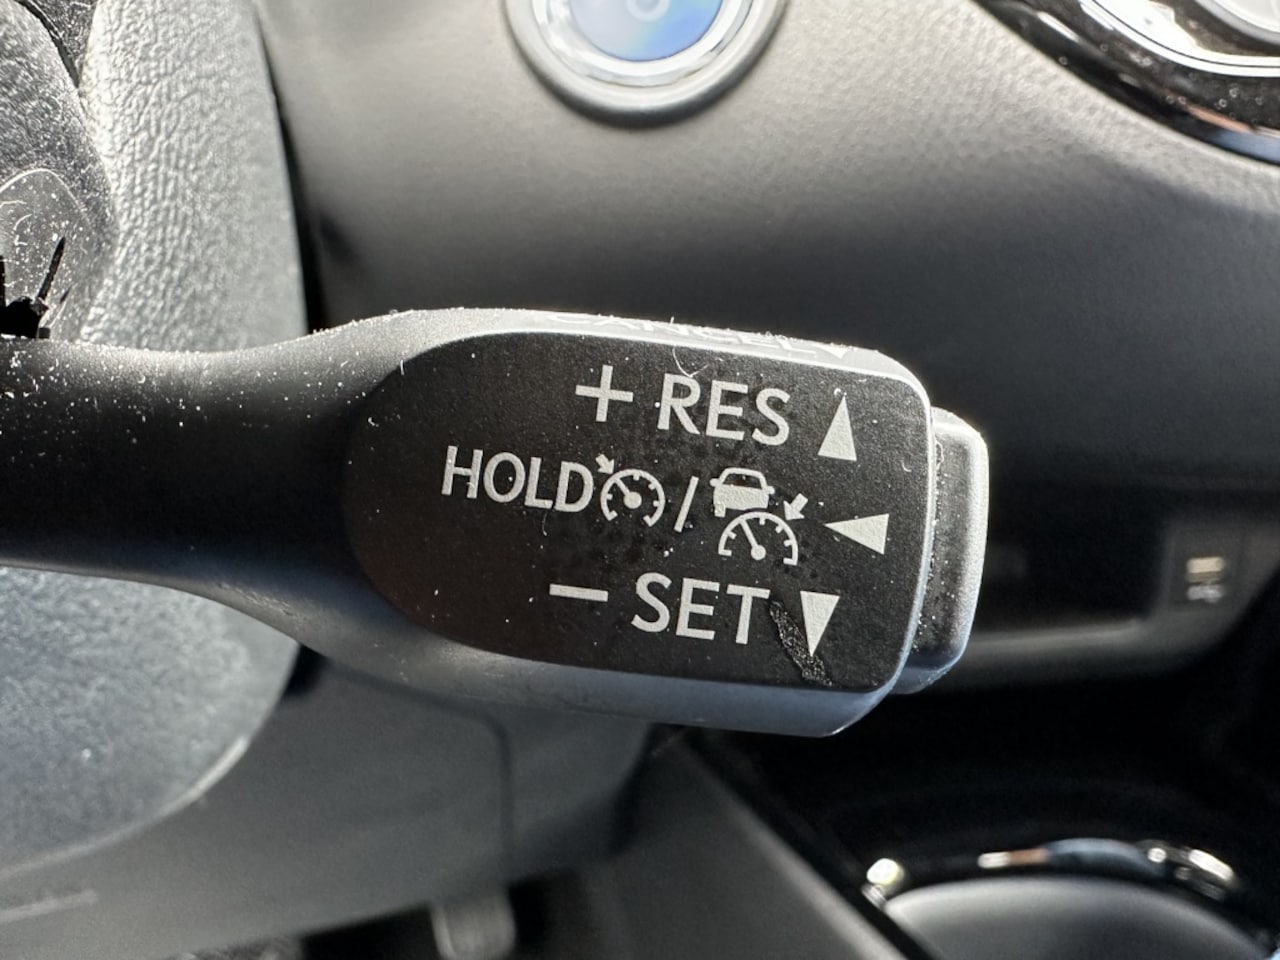 CANCEL
+ RES
HOLD /
− SET